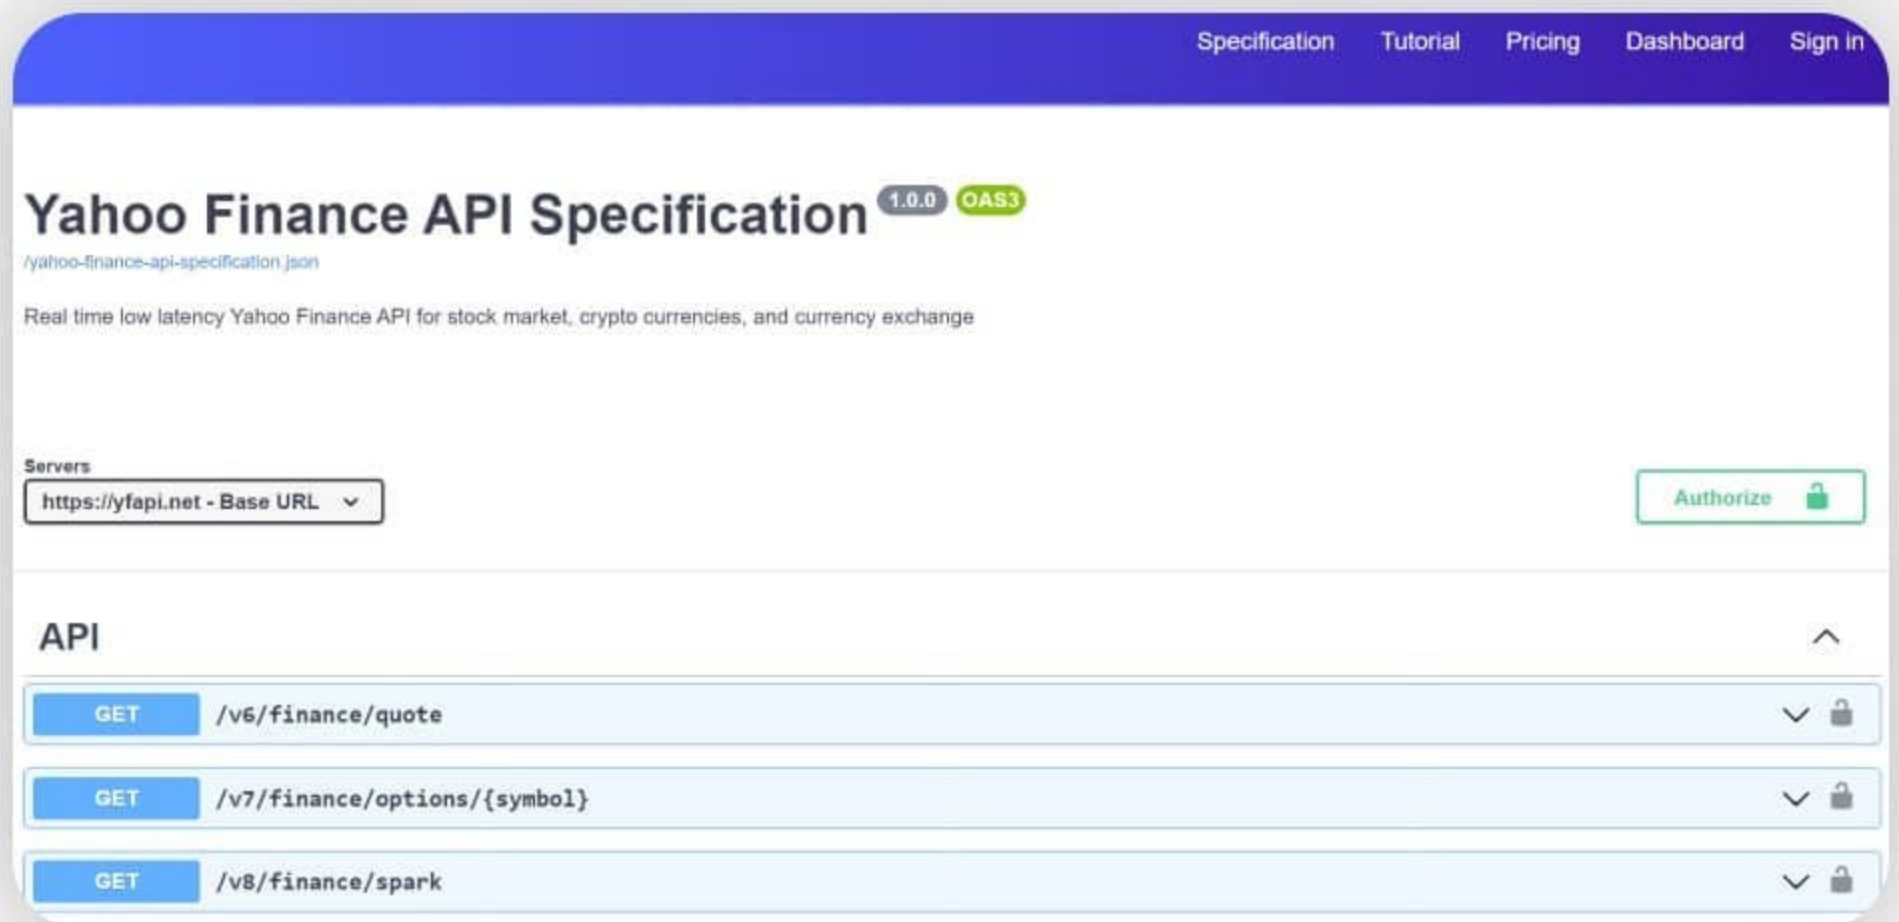 Specification Tutorial Pricing Dashboard Sign in
Yahoo Finance API Specification 1.0.0 OAS3
/yahoo-finance-api-specification.json
Real time low latency Yahoo Finance API for stock market, crypto currencies, and currency exchange
Servers
https://yfapi.net - Base URL
Authorize
API
GET /v6/finance/quote
GET /v7/finance/options/{symbol}
GET /v8/finance/spark